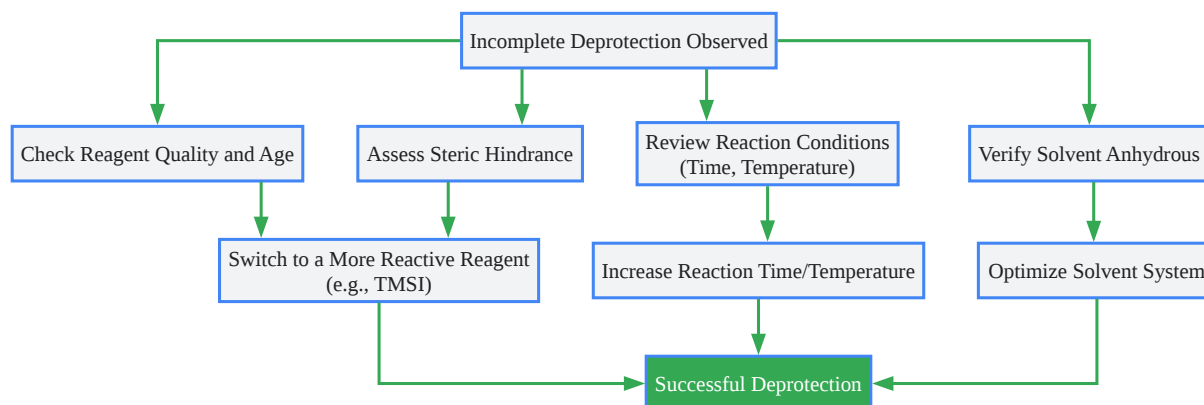 Incomplete Deprotection Observed
Check Reagent Quality and Age
Assess Steric Hindrance
Review Reaction Conditions
(Time, Temperature)
Verify Solvent Anhydrous
Switch to a More Reactive Reagent
(e.g., TMSI)
Increase Reaction Time/Temperature
Optimize Solvent System
Successful Deprotection